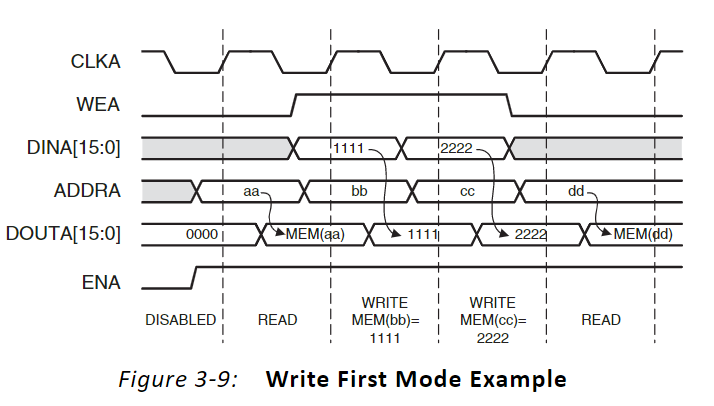 CLKA
WEA
DINA[15:0] 1111 2222
ADDRA aa bb cc dd
DOUTA[15:0] 0000 MEM(aa) 1111 2222 MEM(dd)
ENA
DISABLED READ WRITE MEM(bb)= 1111 WRITE MEM(cc)= 2222 READ
Figure 3-9: Write First Mode Example